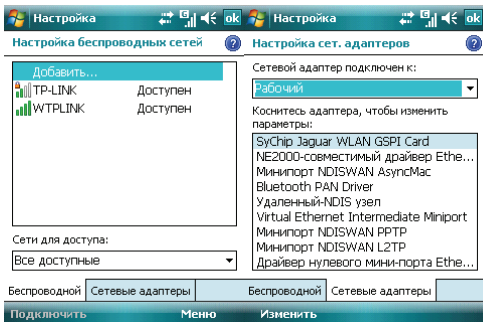 Настройка
ok
Настройка беспроводных сетей
?
Добавить...
TP-LINK Доступен
WTPLINK Доступен
Сети для доступа:
Все доступные
Беспроводной Сетевые адаптеры
Подключить Меню
Настройка
ok
Настройка сет. адаптеров
?
Сетевой адаптер подключен к:
Рабочий
Коснитесь адаптера, чтобы изменить
параметры:
SyChip Jaguar WLAN GSPI Card
NE2000-совместимый драйвер Ethe...
Минипорт NDISWAN AsyncMac
Bluetooth PAN Driver
Удаленный-NDIS узел
Virtual Ethernet Intermediate Miniport
Минипорт NDISWAN PPTP
Минипорт NDISWAN L2TP
Драйвер нулевого мини-порта Ethe...
Беспроводной Сетевые адаптеры
Изменить